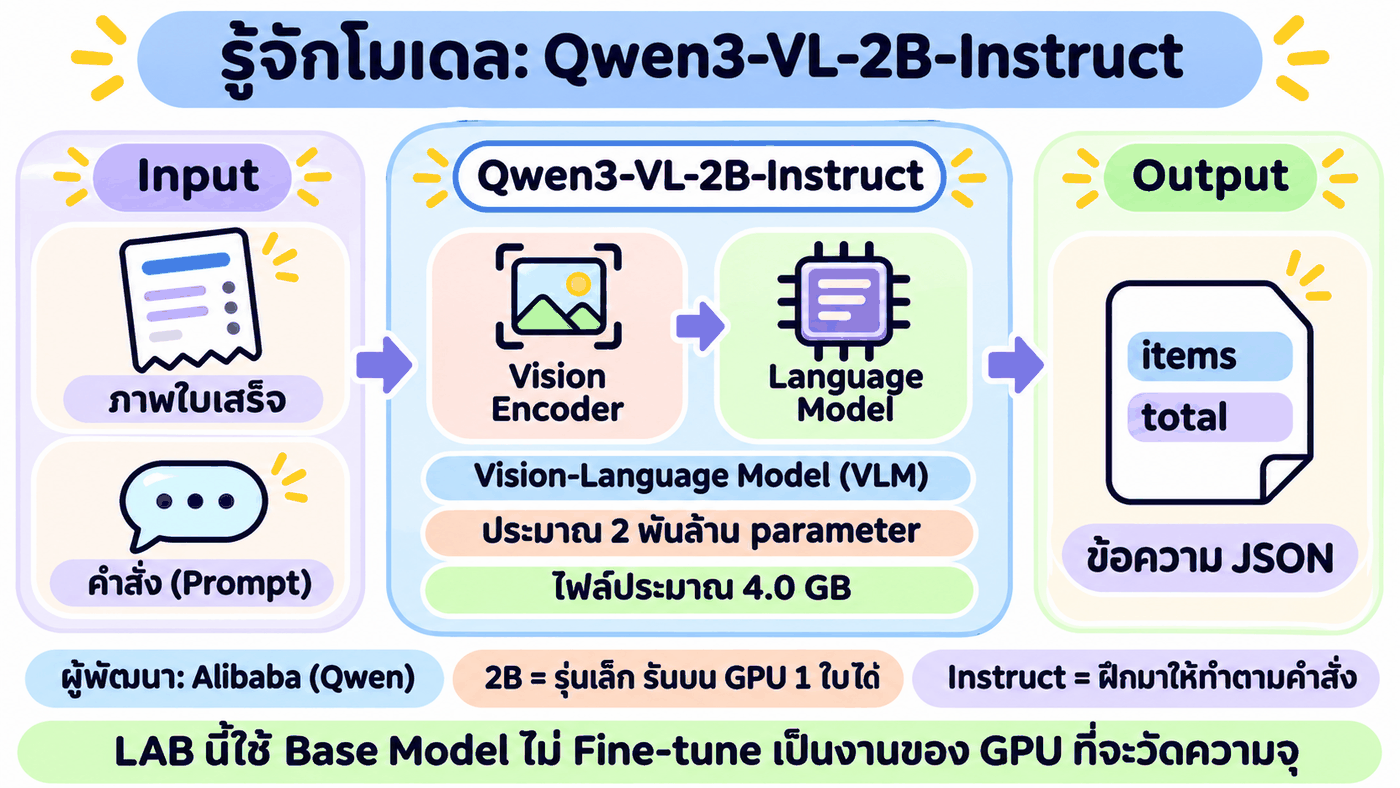 รู้จักโมเดล: Qwen3-VL-2B-Instruct
Input
ภาพใบเสร็จ
คำสั่ง (Prompt)
Qwen3-VL-2B-Instruct
Vision
Encoder
Language
Model
Vision-Language Model (VLM)
ประมาณ 2 พันล้าน parameter
ไฟล์ประมาณ 4.0 GB
Output
items
total
ข้อความ JSON
ผู้พัฒนา: Alibaba (Qwen)
2B = รุ่นเล็ก รันบน GPU 1 ใบได้
Instruct = ฝึกมาให้ทำตามคำสั่ง
LAB นี้ใช้ Base Model ไม่ Fine-tune เป็นงานของ GPU ที่จะวัดความจุ